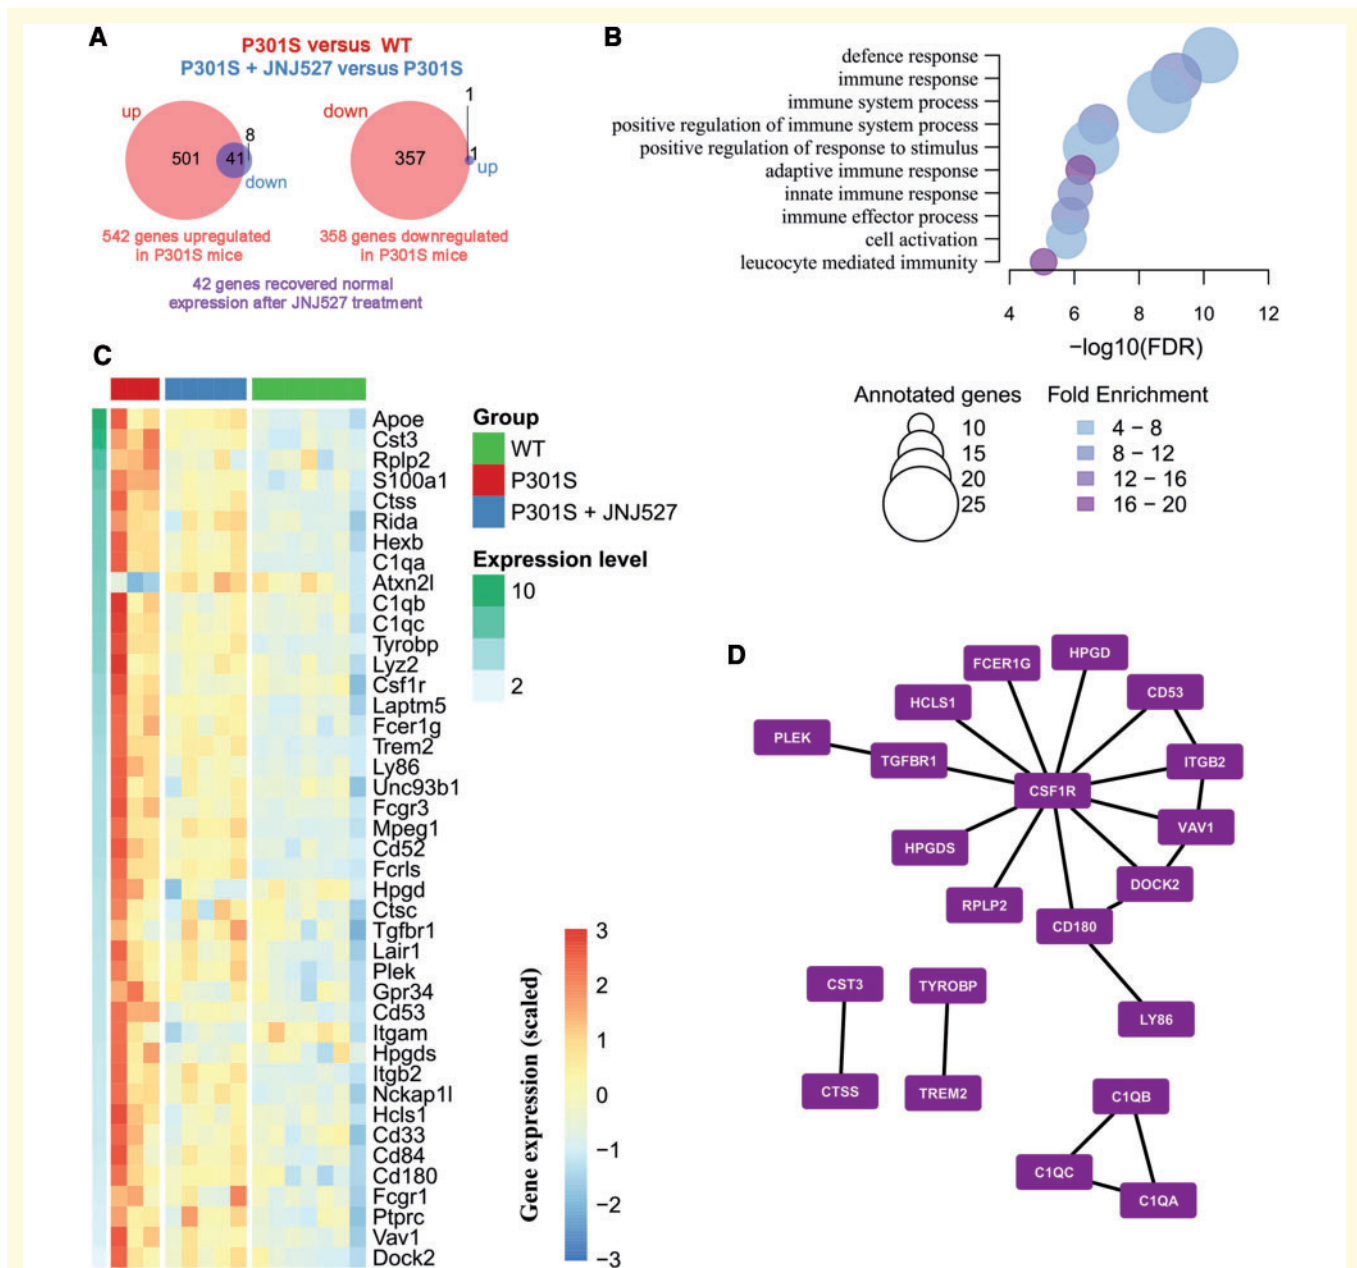 A
P301S versus WT
P301S + JNJ527 versus P301S
up
501
41
8
down
down
357
1
1
up
542 genes upregulated
in P301S mice
358 genes downregulated
in P301S mice
42 genes recovered normal
expression after JNJ527 treatment
B
defence response
immune response
immune system process
positive regulation of immune system process
positive regulation of response to stimulus
adaptive immune response
innate immune response
immune effector process
cell activation
leucocyte mediated immunity
4 6 8 10 12
−log10(FDR)
Annotated genes
10
15
20
25
Fold Enrichment
4 − 8
8 − 12
12 − 16
16 − 20
C
Apoe
Cst3
Rplp2
S100a1
Ctss
Rida
Hexb
C1qa
Atxn2l
C1qb
C1qc
Tyrobp
Lyz2
Csf1r
Laptm5
Fcer1g
Trem2
Ly86
Unc93b1
Fcgr3
Mpeg1
Cd52
Fcrls
Hpgd
Ctsc
Tgfbr1
Lair1
Plek
Gpr34
Cd53
Itgam
Hpgds
Itgb2
Nckap1l
Hcls1
Cd33
Cd84
Cd180
Fcgr1
Ptprc
Vav1
Dock2
Group
WT
P301S
P301S + JNJ527
Expression level
10
2
Gene expression (scaled)
3
2
1
0
−1
−2
−3
D
FCER1G
HPGD
HCLS1
CD53
PLEK
TGFBR1
ITGB2
CSF1R
VAV1
HPGDS
DOCK2
RPLP2
CD180
CST3
TYROBP
LY86
CTSS
TREM2
C1QB
C1QC
C1QA